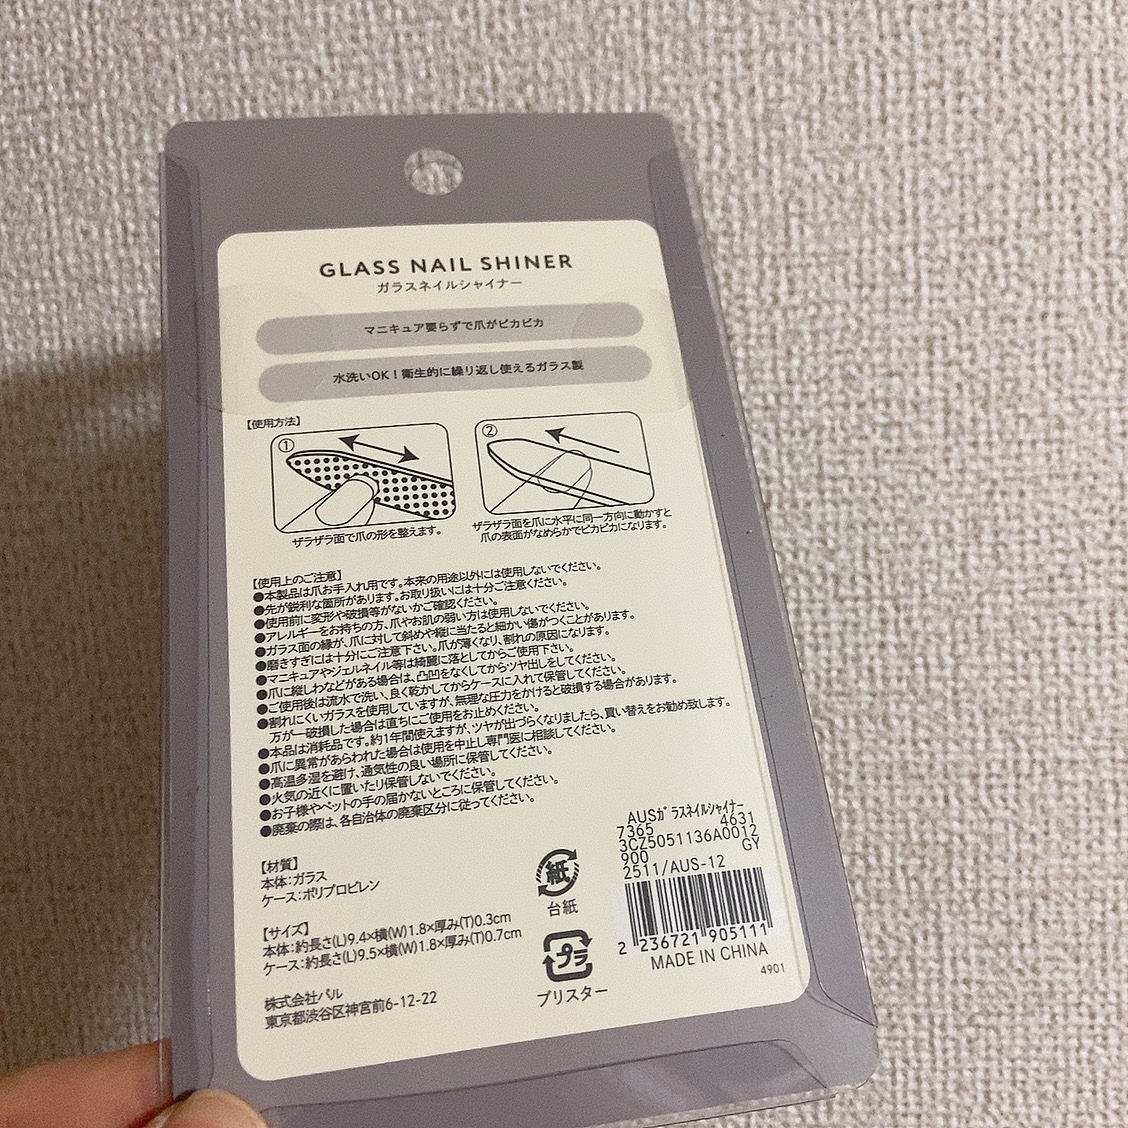 GLASS NAIL SHINER
ガラスネイルシャイナー
マニキュア要らずで爪がピカピカ
水洗いOK！衛生的に繰り返し使えるガラス製
【使用方法】
①
②
ザラザラ面で爪の形を整えます。
ザラザラ面を爪に水平に同一方向に動かすと
爪の表面がなめらかでピカピカになります。
【使用上のご注意】
●本製品は爪お手入れ用です。本来の用途以外には使用しないでください。
●先が鋭利な箇所があります。お取り扱いには十分ご注意ください。
●使用前に変形や破損等がないかご確認ください。
●アレルギーをお持ちの方、爪やお肌の弱い方は使用しないでください。
●ガラス面の縁が、爪に対して斜めや縦に当たると細かい傷がつくことがあります。
●磨きすぎには十分にご注意下さい。爪が薄くなり、割れの原因になります。
●マニキュアやジェルネイル等は綺麗に落としてからご使用下さい。
●爪に縦じわなどがある場合は、凸凹をなくしてからツヤ出しをしてください。
●ご使用後は流水で洗い、良く乾かしてからケースに入れて保管してください。
●割れにくいガラスを使用していますが、無理な圧力をかけると破損する場合があります。
万が一破損した場合は直ちにご使用をお止めください。
●本品は消耗品です。約1年間使えますが、ツヤが出づらくなりましたら、買い替えをお勧め致します。
●爪に異常があらわれた場合は使用を中止し専門医に相談してください。
●高温多湿を避け、通気性の良い場所に保管してください。
●火気の近くに置いたり保管しないでください。
●お子様やペットの手の届かないところに保管してください。
●廃棄の際は、各自治体の廃棄区分に従ってください。
【材質】
本体：ガラス
ケース：ポリプロピレン
【サイズ】
本体：約長さ(L)9.4×横(W)1.8×厚み(T)0.3cm
ケース：約長さ(L)9.5×横(W)1.8×厚み(T)0.7cm
株式会社パル
東京都渋谷区神宮前6-12-22
紙
台紙
プラ
ブリスター
AUSｶﾞﾗｽﾈｲﾙｼｬｲﾅｰ
7365 4631
3CZ5051136A0012
900 GY
2511/AUS-12
2 236721 905111
MADE IN CHINA
4901